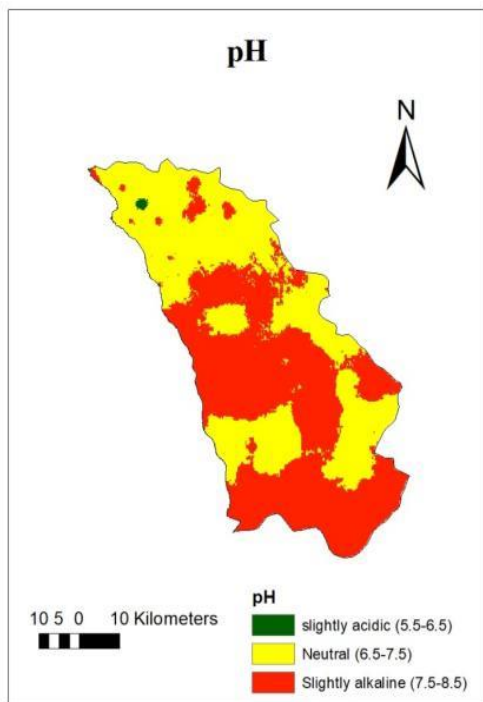 pH
N
10 5 0 10 Kilometers
pH
slightly acidic (5.5-6.5)
Neutral (6.5-7.5)
Slightly alkaline (7.5-8.5)